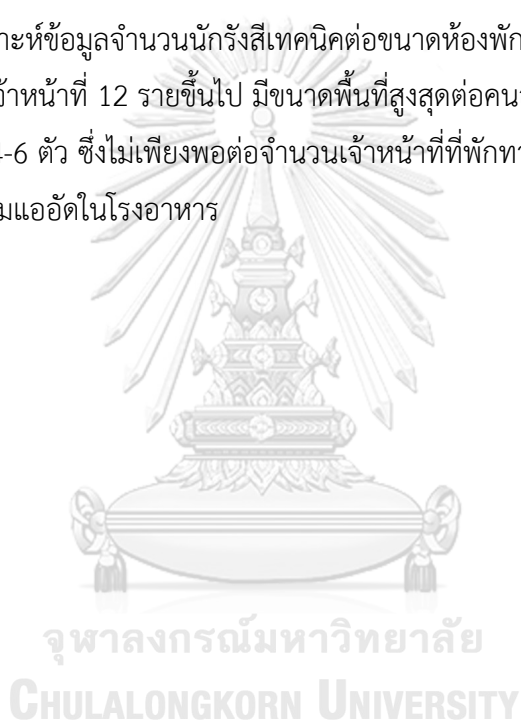 าะห์ข้อมูลจำนวนนักรังสีเทคนิคต่อขนาดห้องพัก
จ้าหน้าที่ 12 รายขึ้นไป มีขนาดพื้นที่สูงสุดต่อคน
4-6 ตัว ซึ่งไม่เพียงพอต่อจำนวนเจ้าหน้าที่ที่พักทา
มแออัดในโรงอาหาร
จุฬาลงกรณ์มหาวิทยาลัย
CHULALONGKORN UNIVERSITY